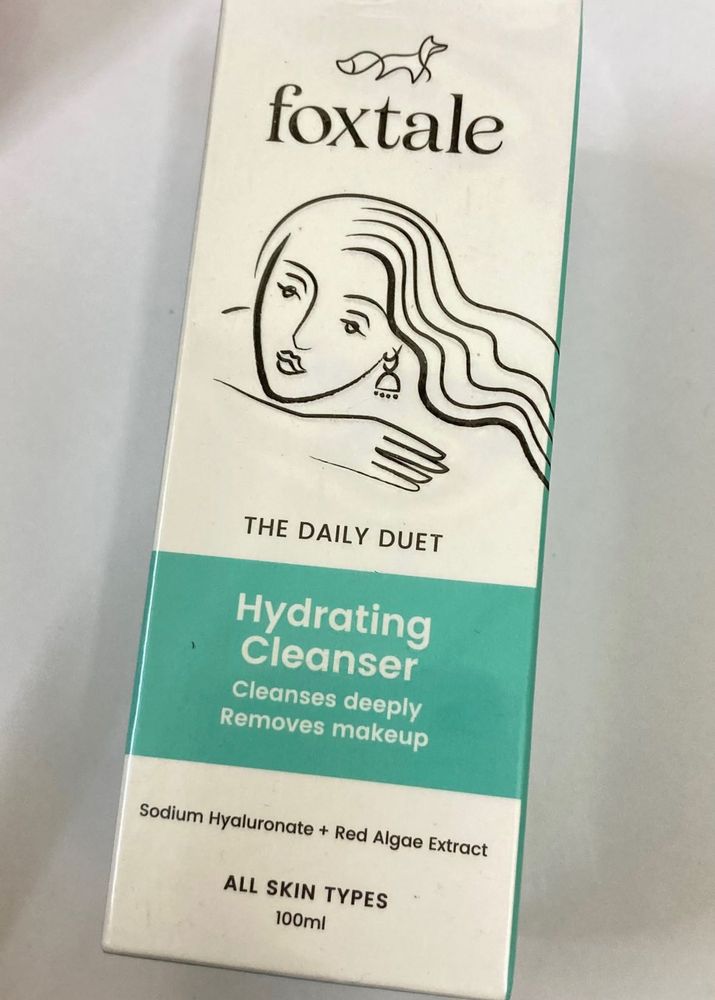 foxtale
THE DAILY DUET
Hydrating
Cleanser
Cleanses deeply
Removes makeup
Sodium Hyaluronate + Red Algae Extract
ALL SKIN TYPES
100ml